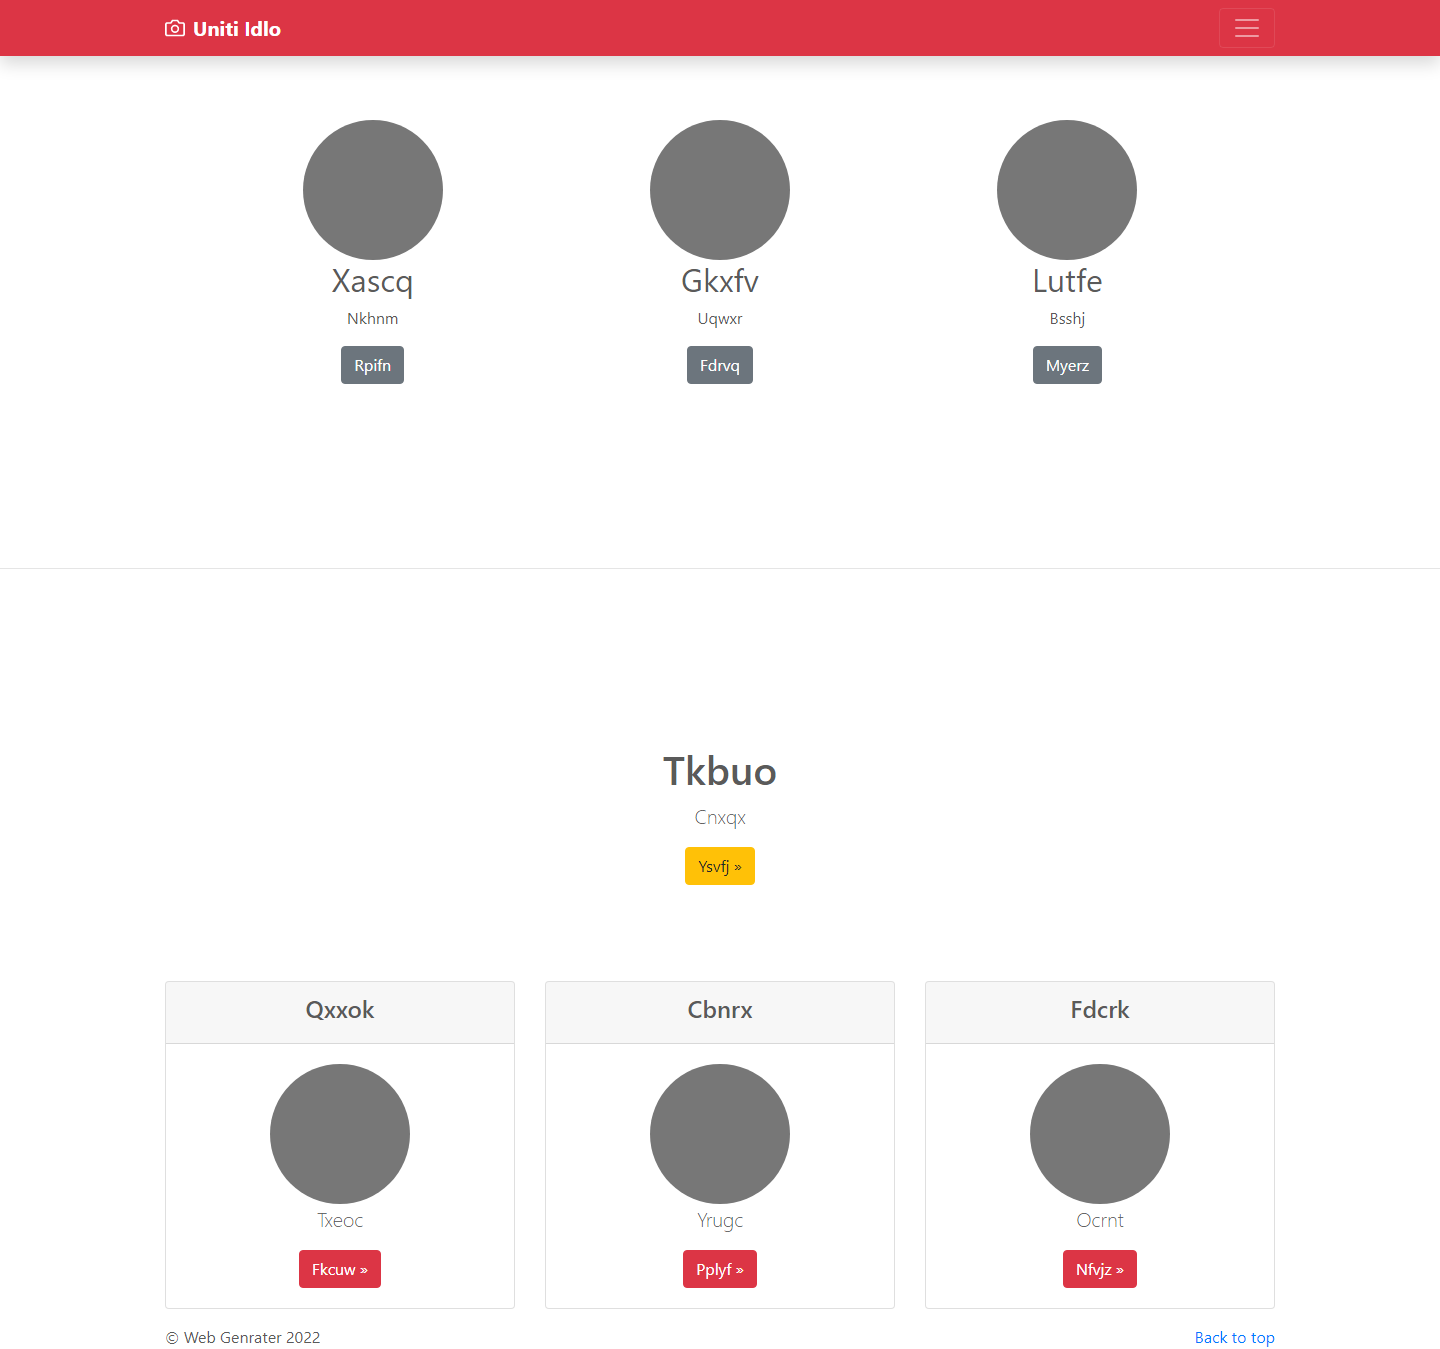 Uniti Idlo
Xascq
Gkxfv
Lutfe
Nkhnm
Uqwxr
Bsshj
Rpifn
Fdrvq
Myerz
Tkbuo
Cnxqx
Ysvfj »
Qxxok
Cbnrx
Fdcrk
Txeoc
Yrugc
Ocrnt
Fkcuw »
Pplyf »
Nfvjz »
© Web Genrater 2022
Back to top